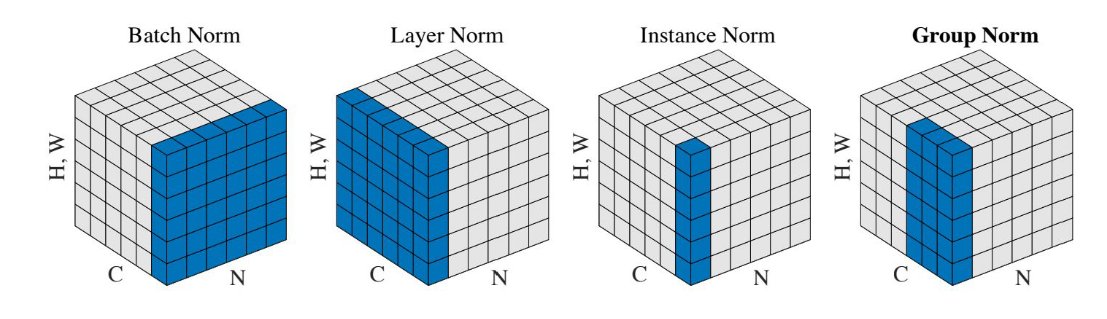 Batch Norm
H, W
C
N
Layer Norm
H, W
C
N
Instance Norm
H, W
C
N
Group Norm
H, W
C
N